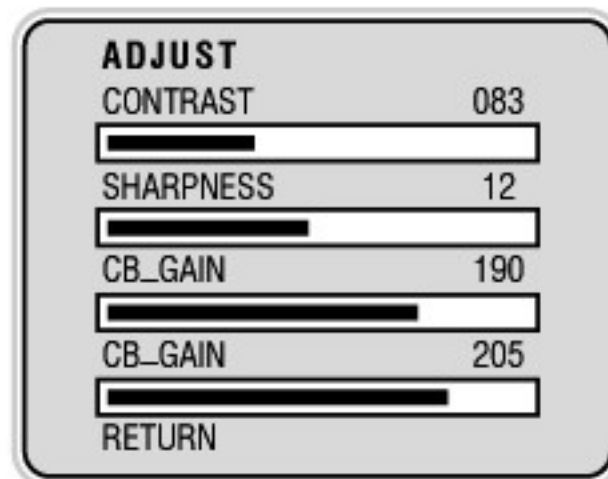 ADJUST
CONTRAST 083
SHARPNESS 12
CB_GAIN 190
CB_GAIN 205
RETURN